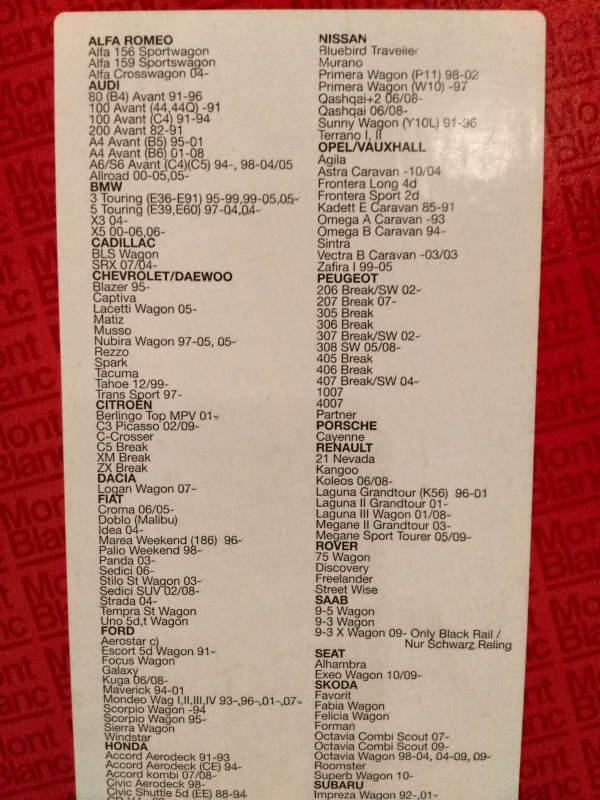 ALFA ROMEO
Alfa 156 Sportwagon
Alfa 159 Sportswagon
Alfa Crosswagon 04-
AUDI
80 (B4) Avant 91-96
100 Avant (44,44Q) -91
100 Avant (C4) 91-94
200 Avant 82-91
A4 Avant (B5) 95-01
A4 Avant (B6) 01-08
A6/S6 Avant (C4)(C5) 94-, 98-04/05
Allroad 00-05,05-
BMW
3 Touring (E36-E91) 95-99,99-05,05-
5 Touring (E39,E60) 97-04,04-
X3 04-
X5 00-06,06-
CADILLAC
BLS Wagon
SRX 07/04-
CHEVROLET/DAEWOO
Blazer 95-
Captiva
Lacetti Wagon 05-
Matiz
Musso
Nubira Wagon 97-05, 05-
Rezzo
Spark
Tacuma
Tahoe 12/99-
Trans Sport 97-
CITROËN
Berlingo Top MPV 01-
C3 Picasso 02/09-
C-Crosser
C5 Break
XM Break
ZX Break
DACIA
Logan Wagon 07-
FIAT
Croma 06/05-
Doblo (Malibu)
Idea 04-
Marea Weekend (186) 96-
Palio Weekend 98-
Panda 03-
Sedici 06-
Stilo St Wagon 03-
Sedici SUV 02/08-
Strada 04-
Tempra St Wagon
Uno 5d,t Wagon
FORD
Aerostar c)
Escort 5d Wagon 91-
Focus Wagon
Galaxy
Kuga 06/08-
Maverick 94-01
Mondeo Wag I,II,III,IV 93-,96-,01-,07-
Scorpio Wagon -94
Scorpio Wagon 95-
Sierra Wagon
Windstar
HONDA
Accord Aerodeck 91-93
Accord Aerodeck (CE) 94-
Accord kombi 07/08-
Civic Aerodeck 98-
Civic Shuttle 5d (EE) 88-94
NISSAN
Bluebird Traveller
Murano
Primera Wagon (P11) 98-02
Primera Wagon (W10) -97
Qashqai+2 06/08-
Qashqai 06/08-
Sunny Wagon (Y10L) 91-96
Terrano I, II
OPEL/VAUXHALL
Agila
Astra Caravan -10/04
Frontera Long 4d
Frontera Sport 2d
Kadett E Caravan 85-91
Omega A Caravan -93
Omega B Caravan 94-
Sintra
Vectra B Caravan -03/03
Zafira I 99-05
PEUGEOT
206 Break/SW 02-
207 Break 07-
305 Break
306 Break
307 Break/SW 02-
308 SW 05/08-
405 Break
406 Break
407 Break/SW 04-
1007
4007
Partner
PORSCHE
Cayenne
RENAULT
21 Nevada
Kangoo
Koleos 06/08-
Laguna Grandtour (K56) 96-01
Laguna II Grandtour 01-
Laguna III Wagon 01/08-
Megane II Grandtour 03-
Megane Sport Tourer 05/09-
ROVER
75 Wagon
Discovery
Freelander
Street Wise
SAAB
9-5 Wagon
9-3 Wagon
9-3 X Wagon 09- Only Black Rail /
Nur Schwarz Reling
SEAT
Alhambra
Exeo Wagon 10/09-
SKODA
Favorit
Fabia Wagon
Felicia Wagon
Forman
Octavia Combi Scout 07-
Octavia Combi Scout 09-
Octavia Wagon 98-04, 04-09, 09-
Roomster
Superb Wagon 10-
SUBARU
Impreza Wagon 92-,01-